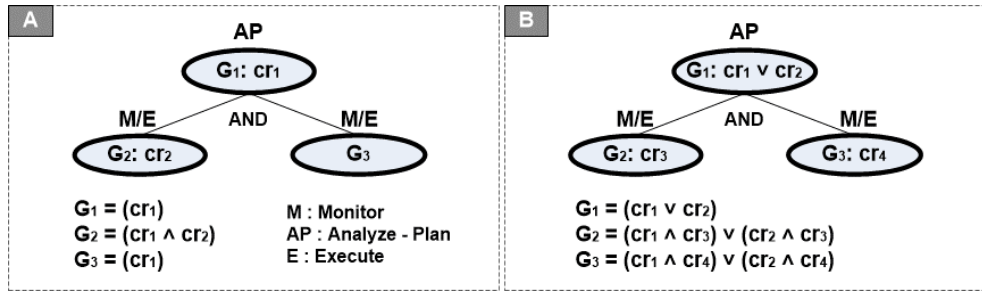 A
AP
G₁: cr₁
M/E AND M/E
G₂: cr₂ G₃
G₁ = (cr₁)
G₂ = (cr₁ ∧ cr₂)
G₃ = (cr₁)
M : Monitor
AP : Analyze - Plan
E : Execute
B
AP
G₁: cr₁ ∨ cr₂
M/E AND M/E
G₂: cr₃ G₃: cr₄
G₁ = (cr₁ ∨ cr₂)
G₂ = (cr₁ ∧ cr₃) ∨ (cr₂ ∧ cr₃)
G₃ = (cr₁ ∧ cr₄) ∨ (cr₂ ∧ cr₄)